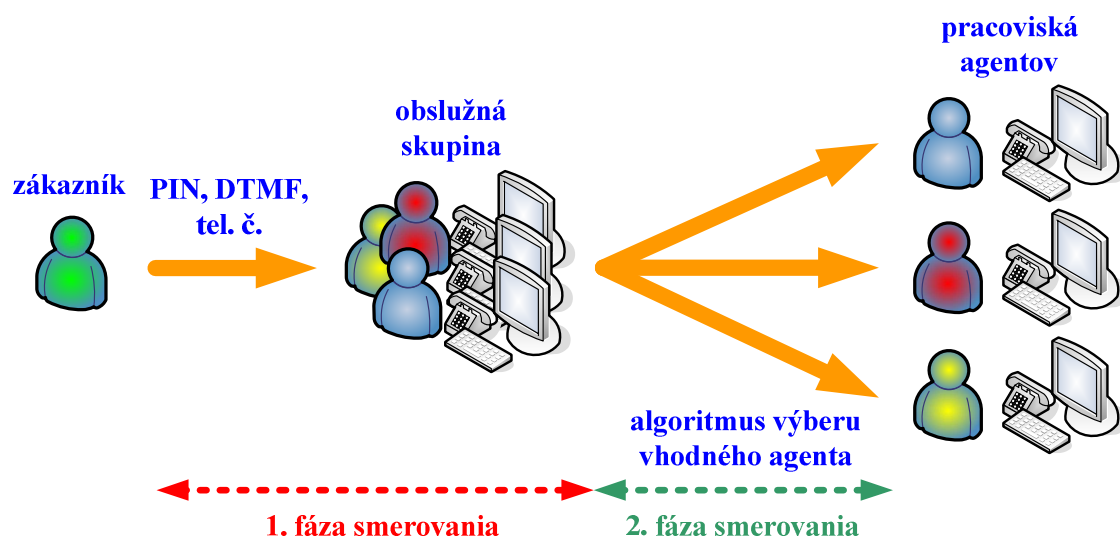 zákazník
PIN, DTMF,
tel. č.
obslužná
skupina
pracoviská
agentov
algoritmus výberu
vhodného agenta
1. fáza smerovania
2. fáza smerovania